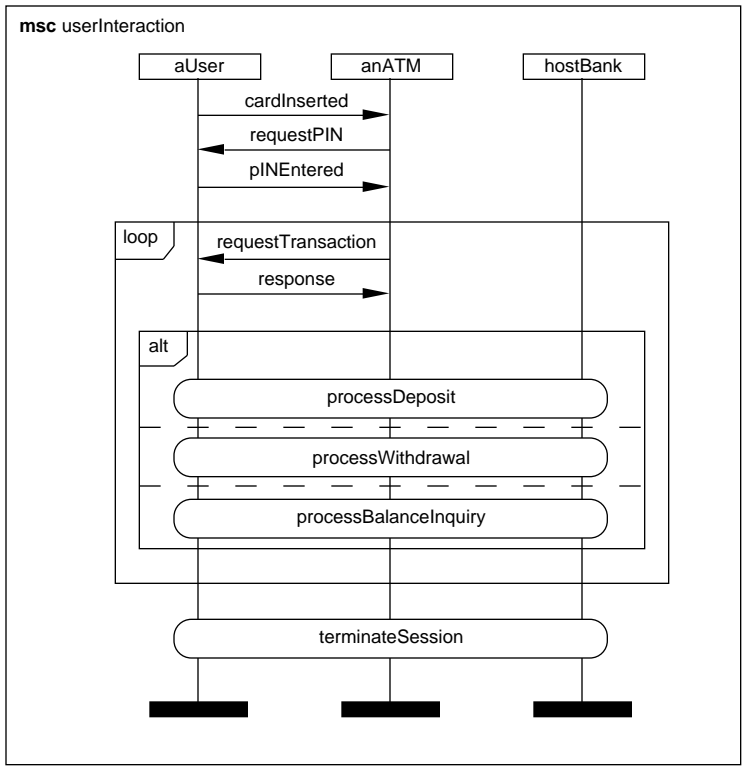 msc userInteraction
aUser anATM hostBank
cardInserted
requestPIN
pINEntered
loop
requestTransaction
response
alt
processDeposit
processWithdrawal
processBalanceInquiry
terminateSession